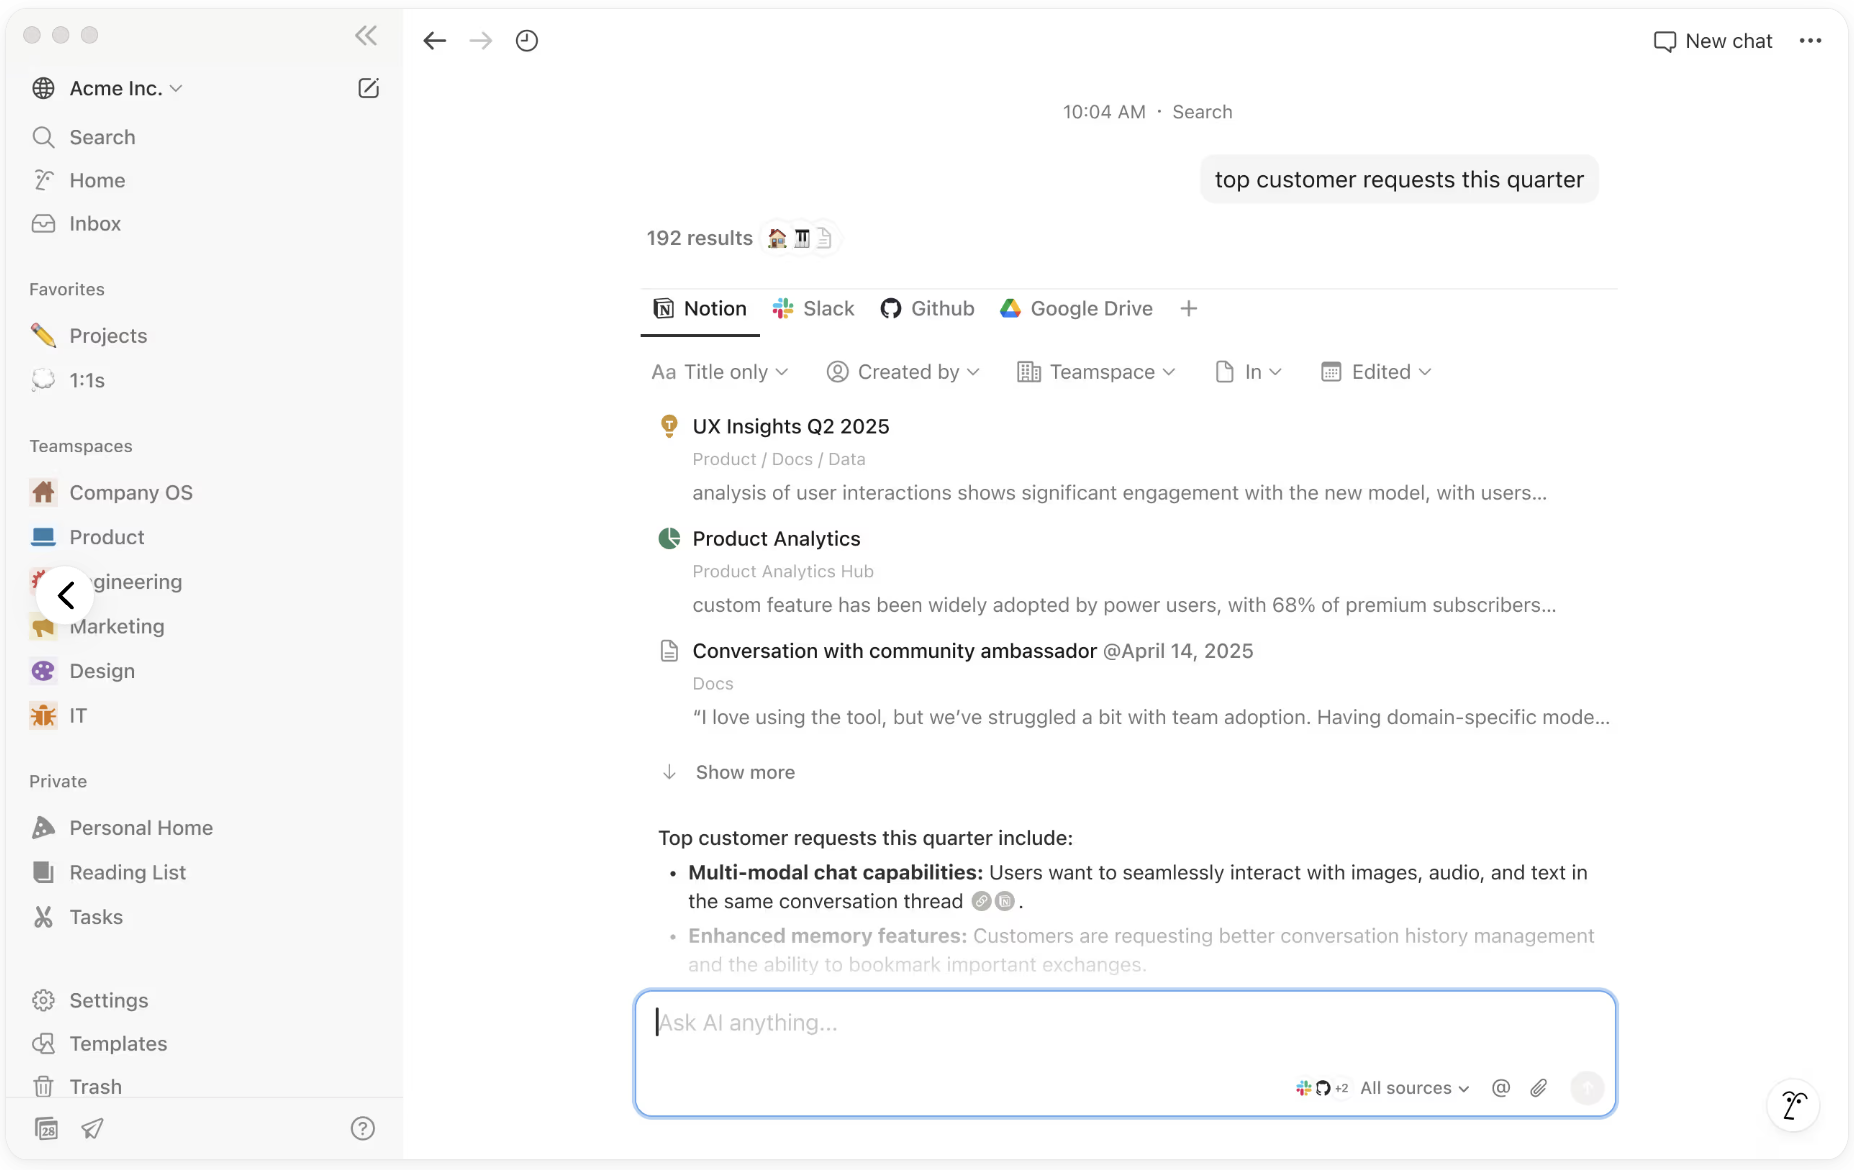 Acme Inc.
Search
Home
Inbox
Favorites
Projects
1:1s
Teamspaces
Company OS
Product
gineering
Marketing
Design
IT
Private
Personal Home
Reading List
Tasks
Settings
Templates
Trash
28
New chat
10:04 AM · Search
top customer requests this quarter
192 results
Notion Slack Github Google Drive
Aa Title only Created by Teamspace In Edited
UX Insights Q2 2025
Product / Docs / Data
analysis of user interactions shows significant engagement with the new model, with users...
Product Analytics
Product Analytics Hub
custom feature has been widely adopted by power users, with 68% of premium subscribers...
Conversation with community ambassador @April 14, 2025
Docs
“I love using the tool, but we’ve struggled a bit with team adoption. Having domain-specific mode...
Show more
Top customer requests this quarter include:
• Multi-modal chat capabilities: Users want to seamlessly interact with images, audio, and text in
the same conversation thread .
• Enhanced memory features: Customers are requesting better conversation history management
and the ability to bookmark important exchanges.
Ask AI anything...
+2 All sources @